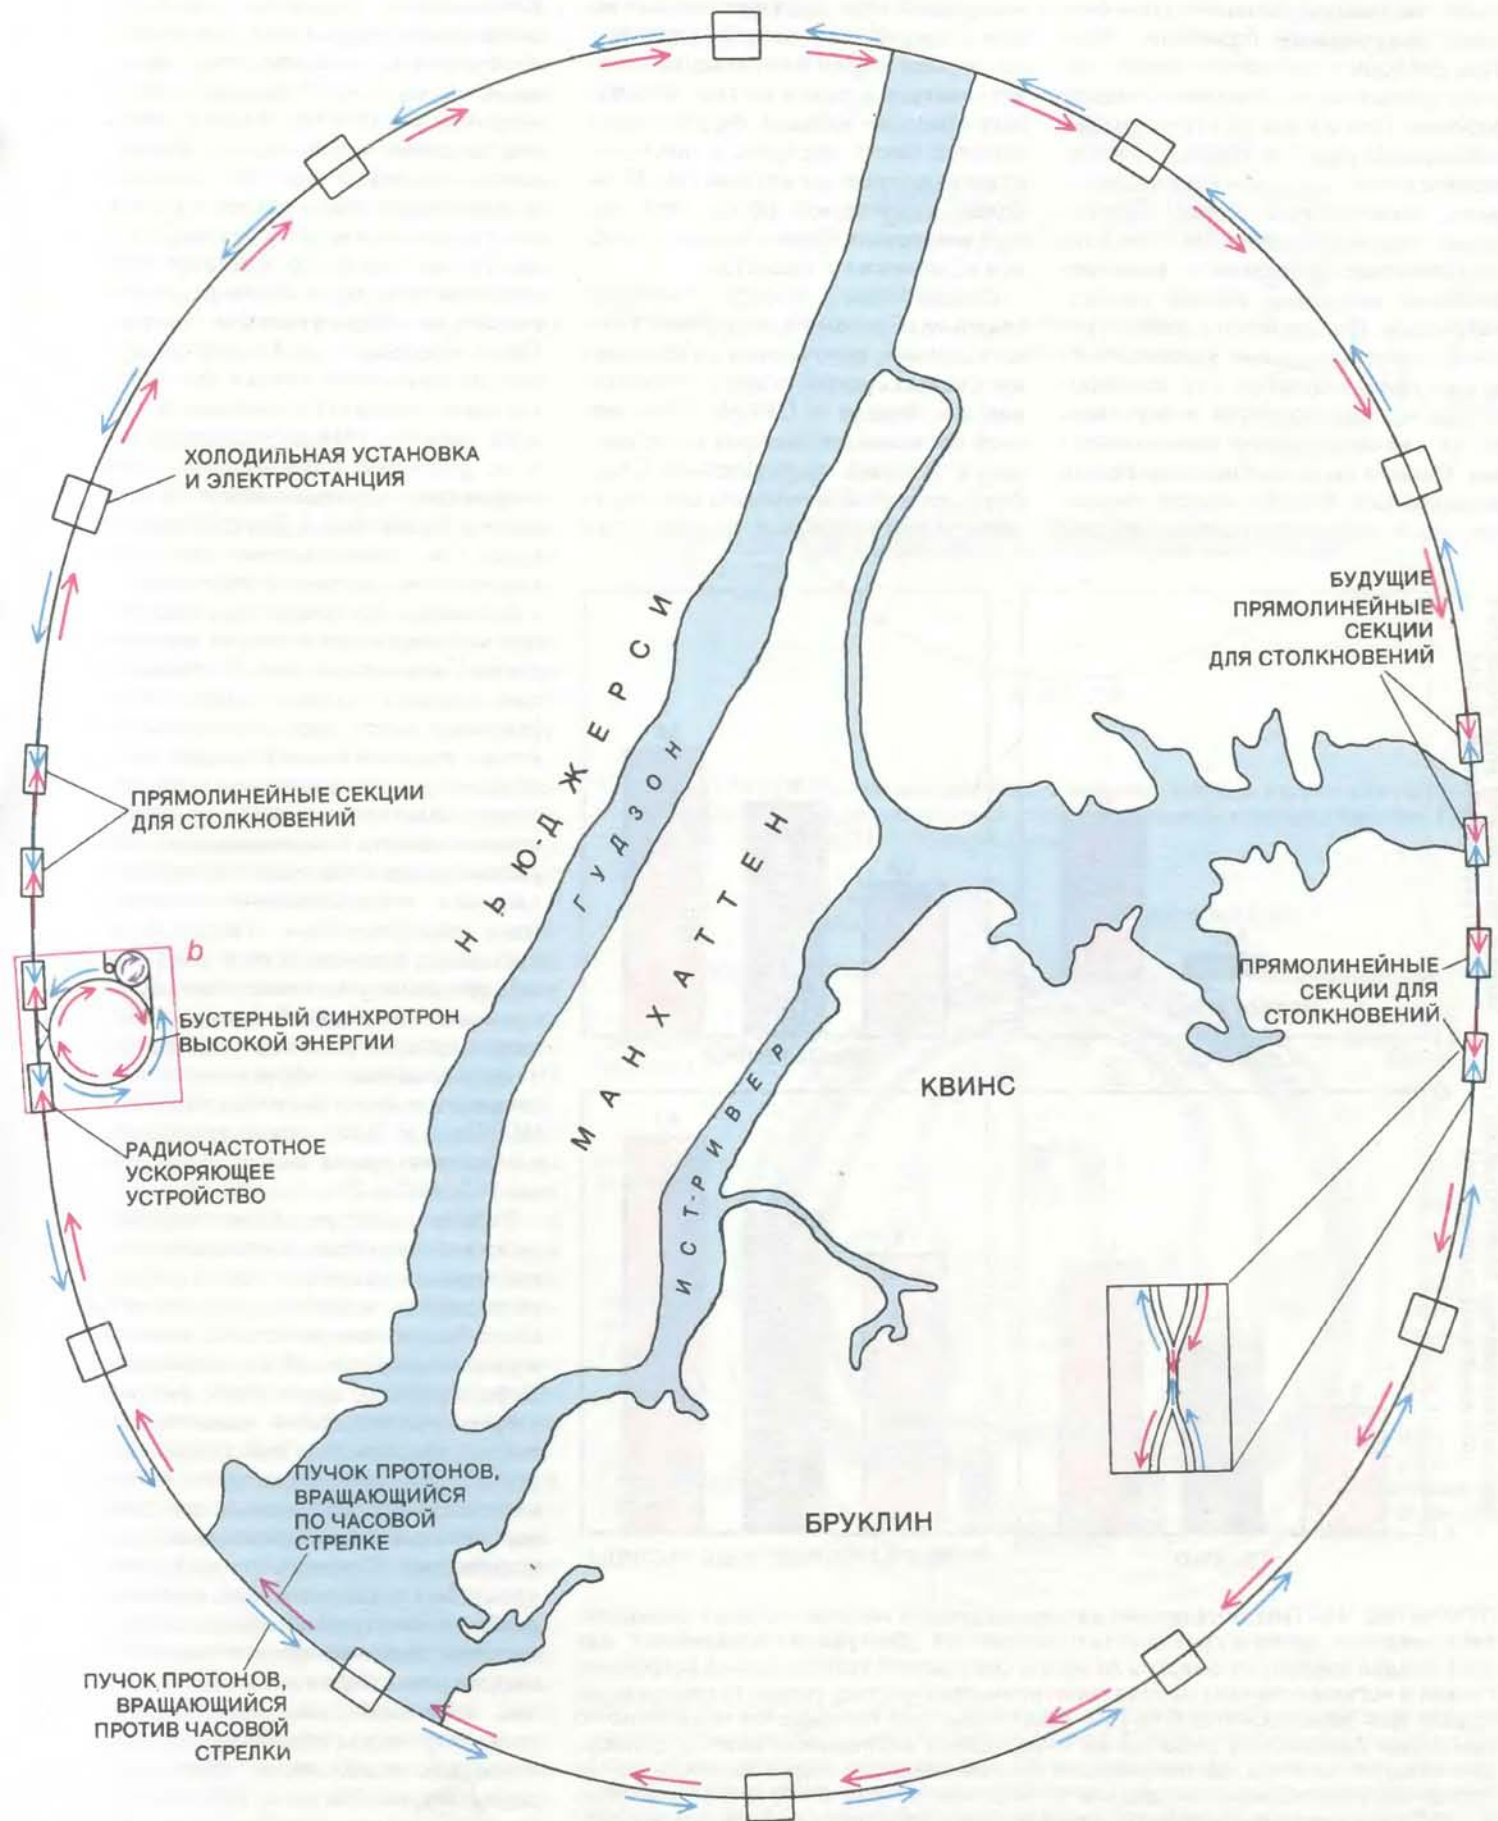 ХОЛОДИЛЬНАЯ УСТАНОВКА
И ЭЛЕКТРОСТАНЦИЯ
БУДУЩИЕ
ПРЯМОЛИНЕЙНЫЕ
СЕКЦИИ
ДЛЯ СТОЛКНОВЕНИЙ
НЬЮ-ДЖЕРСИ
ГУДЗОН
МАНХАТТЕН
ПРЯМОЛИНЕЙНЫЕ СЕКЦИИ
ДЛЯ СТОЛКНОВЕНИЙ
b
b
БУСТЕРНЫЙ СИНХРОТРОН
ВЫСОКОЙ ЭНЕРГИИ
ПРЯМОЛИНЕЙНЫЕ
СЕКЦИИ ДЛЯ
СТОЛКНОВЕНИЙ
ИСТ-РИВЕР
КВИНС
РАДИОЧАСТОТНОЕ
УСКОРЯЮЩЕЕ
УСТРОЙСТВО
ПУЧОК ПРОТОНОВ,
ВРАЩАЮЩИЙСЯ
ПО ЧАСОВОЙ
СТРЕЛКЕ
БРУКЛИН
ПУЧОК ПРОТОНОВ,
ВРАЩАЮЩИЙСЯ
ПРОТИВ ЧАСОВОЙ
СТРЕЛКИ